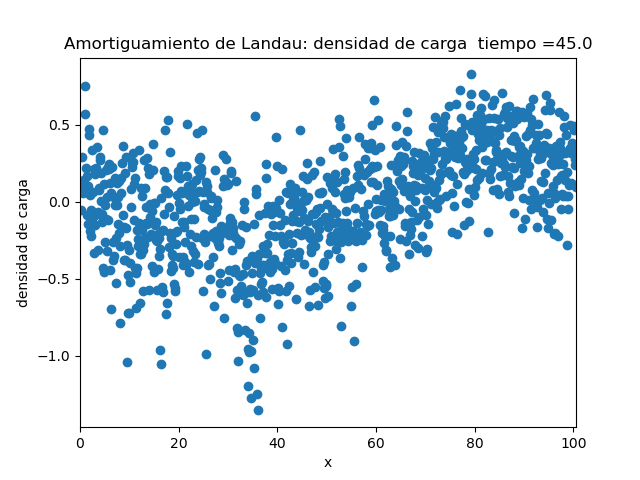 Amortiguamiento de Landau: densidad de carga  tiempo =45.0
densidad de carga
0.5
0.0
−0.5
−1.0
0 20 40 60 80 100
x